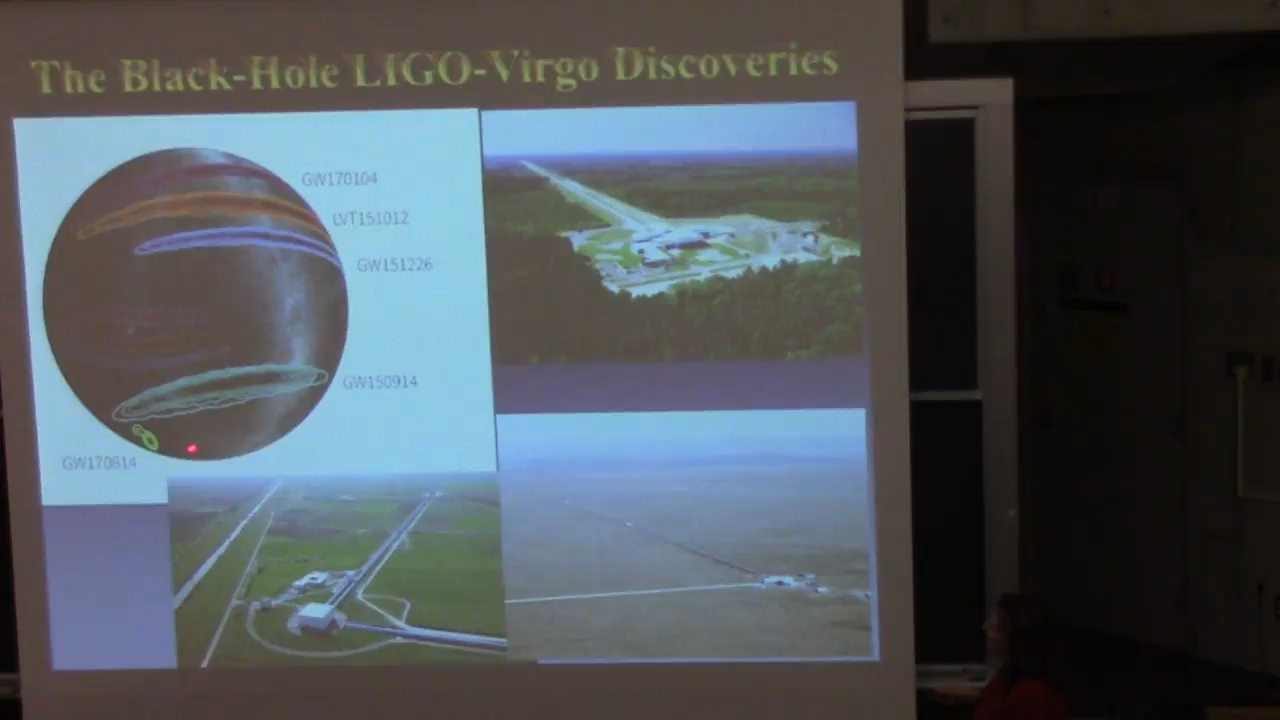 The Black-Hole LIGO-Virgo Discoveries
GW170104
LVT151012
GW151226
GW150914
GW170814